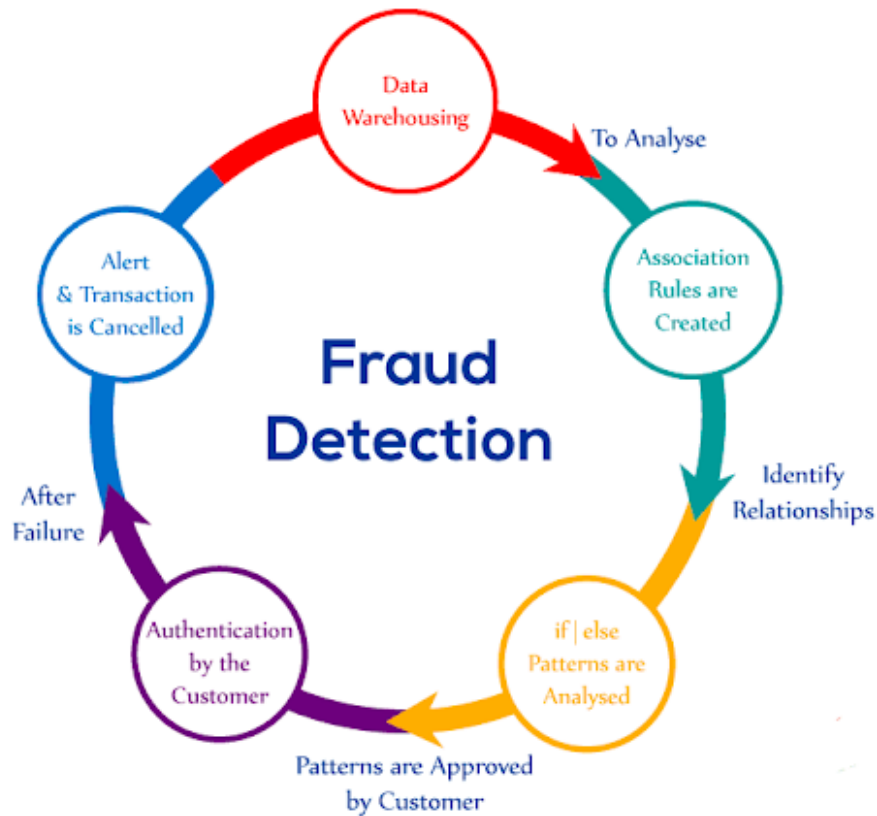 Data
Warehousing
To Analyse
Association
Rules are
Created
Identify
Relationships
if | else
Patterns are
Analysed
Patterns are Approved
by Customer
Authentication
by the
Customer
After
Failure
Alert
& Transaction
is Cancelled
Fraud
Detection